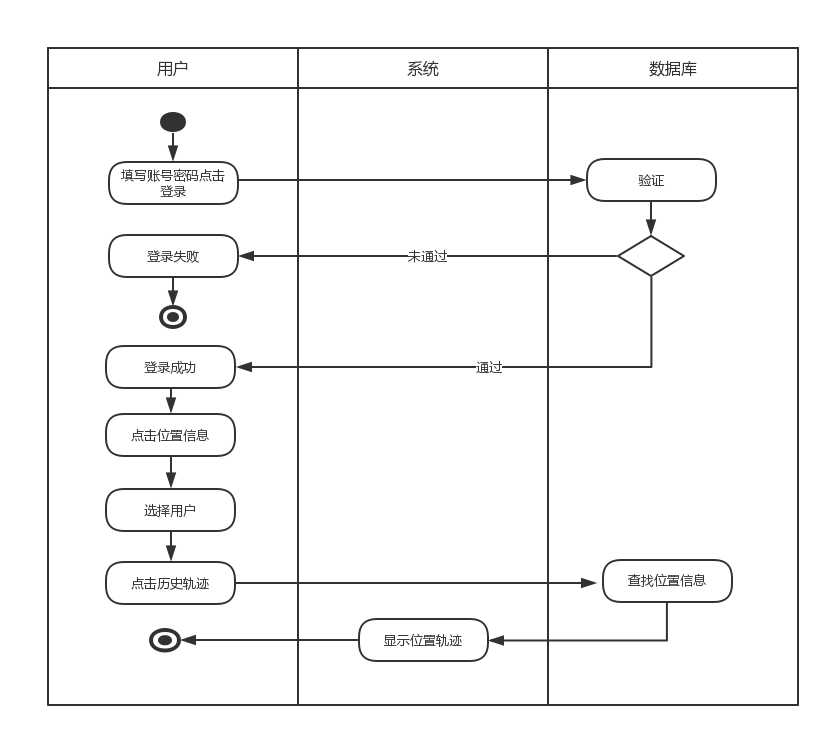 用户
系统
数据库
填写账号密码点击
登录
验证
登录失败
未通过
登录成功
通过
点击位置信息
选择用户
点击历史轨迹
查找位置信息
显示位置轨迹